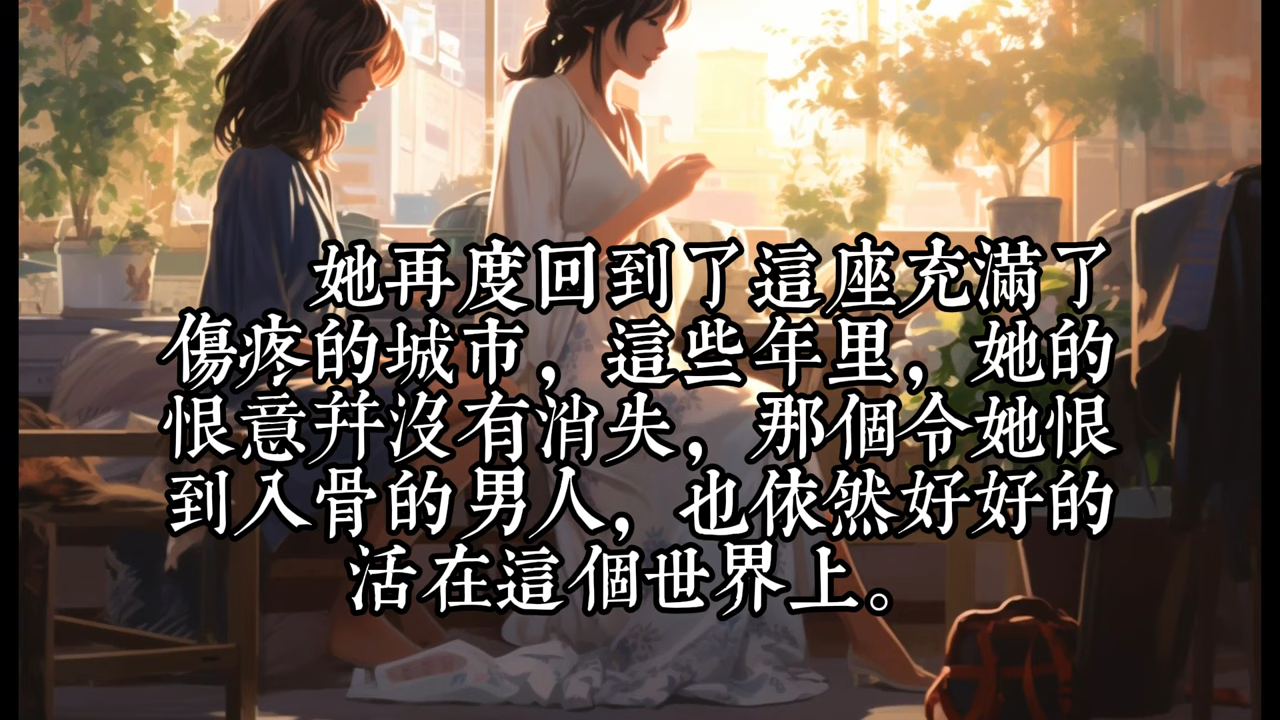 她再度回到了這座充滿了
傷疼的城市，這些年里，她的
恨意并沒有消失，那個令她恨
到入骨的男人，也依然好好的
活在這個世界上。